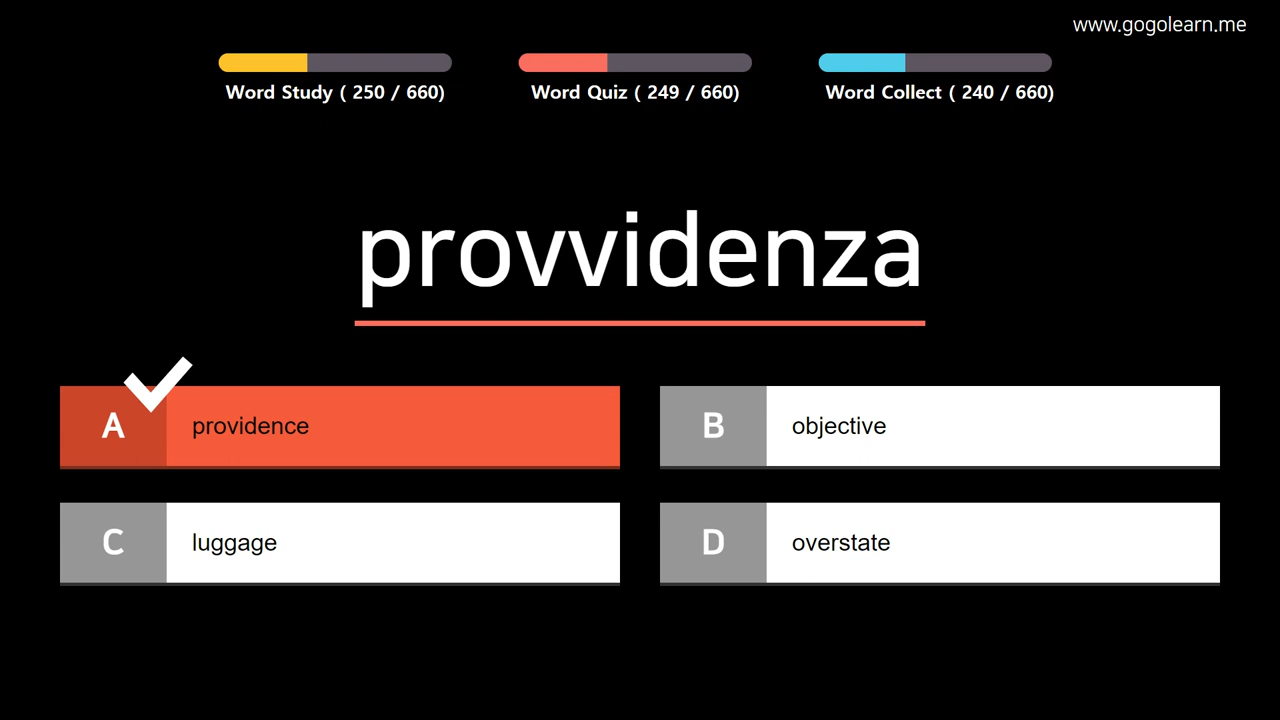 www.gogolearn.me
Word Study ( 250 / 660)
Word Quiz ( 249 / 660)
Word Collect ( 240 / 660)
provvidenza
A providence
B objective
C luggage
D overstate